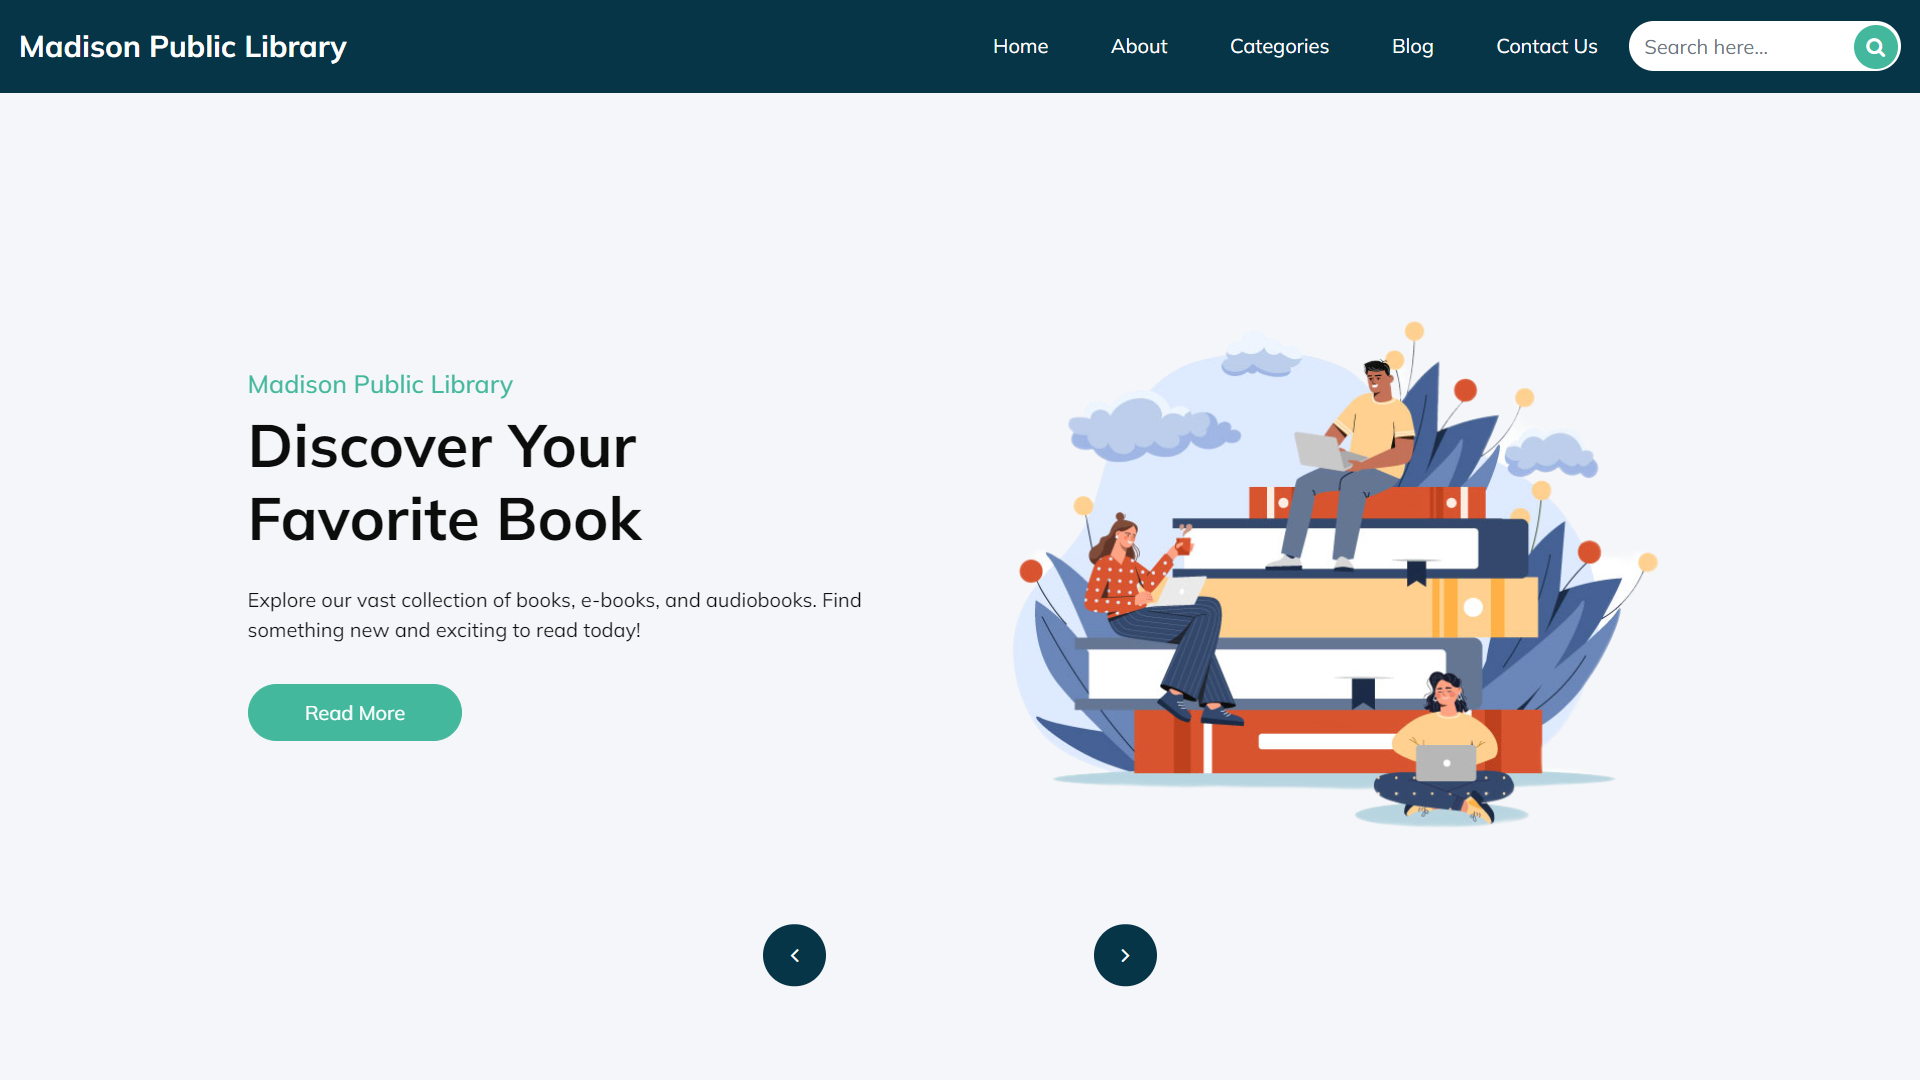 Madison Public Library
Home
About
Categories
Blog
Contact Us
Search here...
Madison Public Library
Discover Your
Favorite Book
Explore our vast collection of books, e-books, and audiobooks. Find
something new and exciting to read today!
Read More